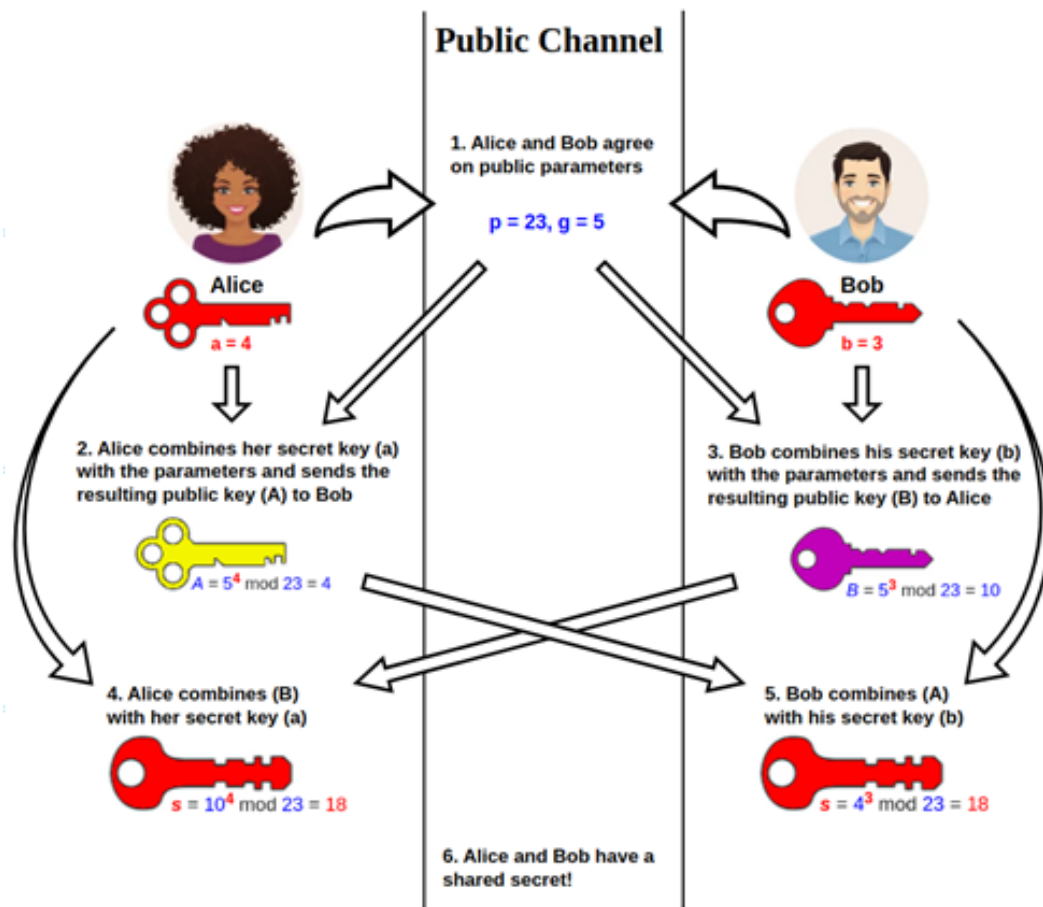 Public Channel
1. Alice and Bob agree
on public parameters
p = 23, g = 5
Alice
a = 4
Bob
b = 3
2. Alice combines her secret key (a)
with the parameters and sends the
resulting public key (A) to Bob
A = 5⁴ mod 23 = 4
3. Bob combines his secret key (b)
with the parameters and sends the
resulting public key (B) to Alice
B = 5³ mod 23 = 10
4. Alice combines (B)
with her secret key (a)
s = 10⁴ mod 23 = 18
5. Bob combines (A)
with his secret key (b)
s = 4³ mod 23 = 18
6. Alice and Bob have a
shared secret!